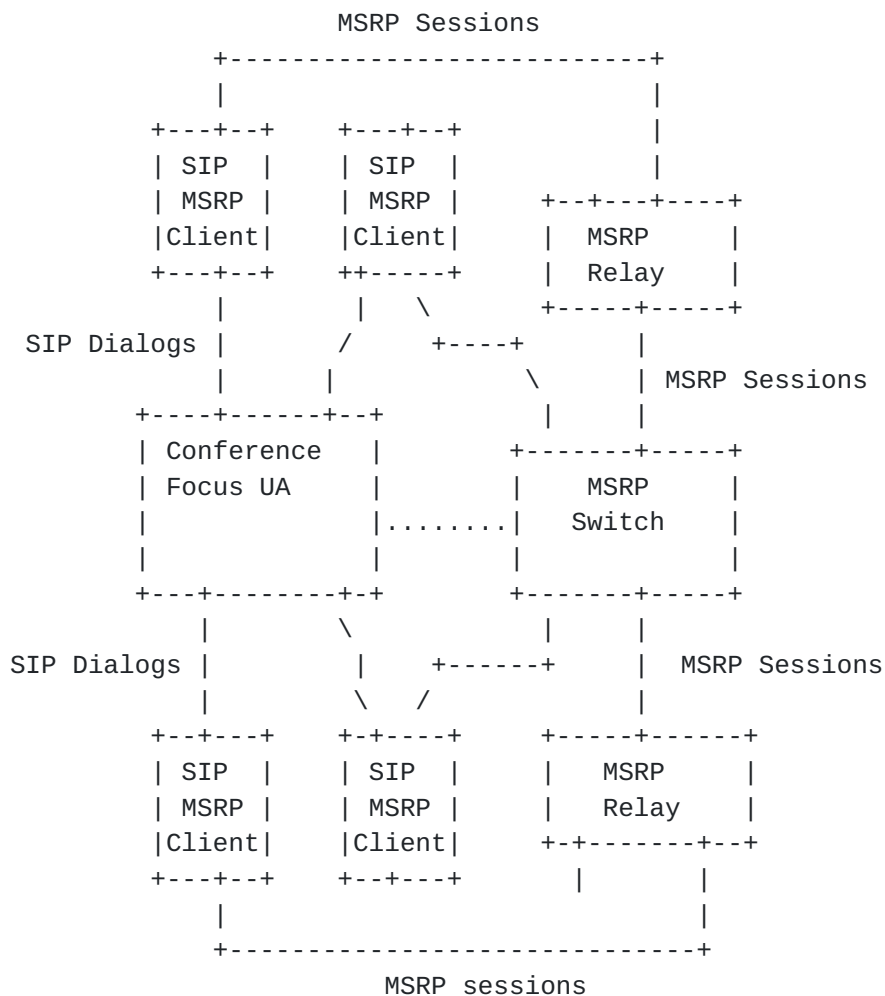 MSRP Sessions
SIP SIP
MSRP MSRP
Client Client MSRP
Relay
SIP Dialogs
MSRP Sessions
Conference
Focus UA MSRP
Switch
SIP Dialogs MSRP Sessions
SIP SIP MSRP
MSRP MSRP Relay
Client Client
MSRP sessions